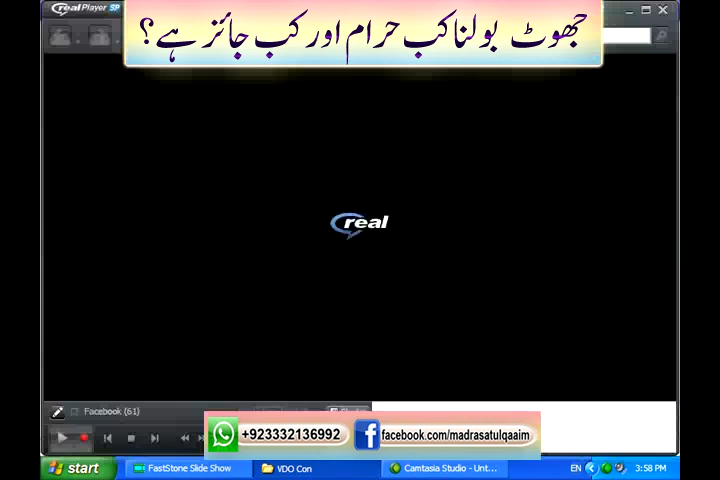 real Player SP
جھوٹ بولنا کب حرام اور کب جائز ہے؟
real
Facebook (61)
+923332136992
facebook.com/madrasatulqaaim
start
FastStone Slide Show
VDO Con
Camtasia Studio - Unt...
EN
3:58 PM